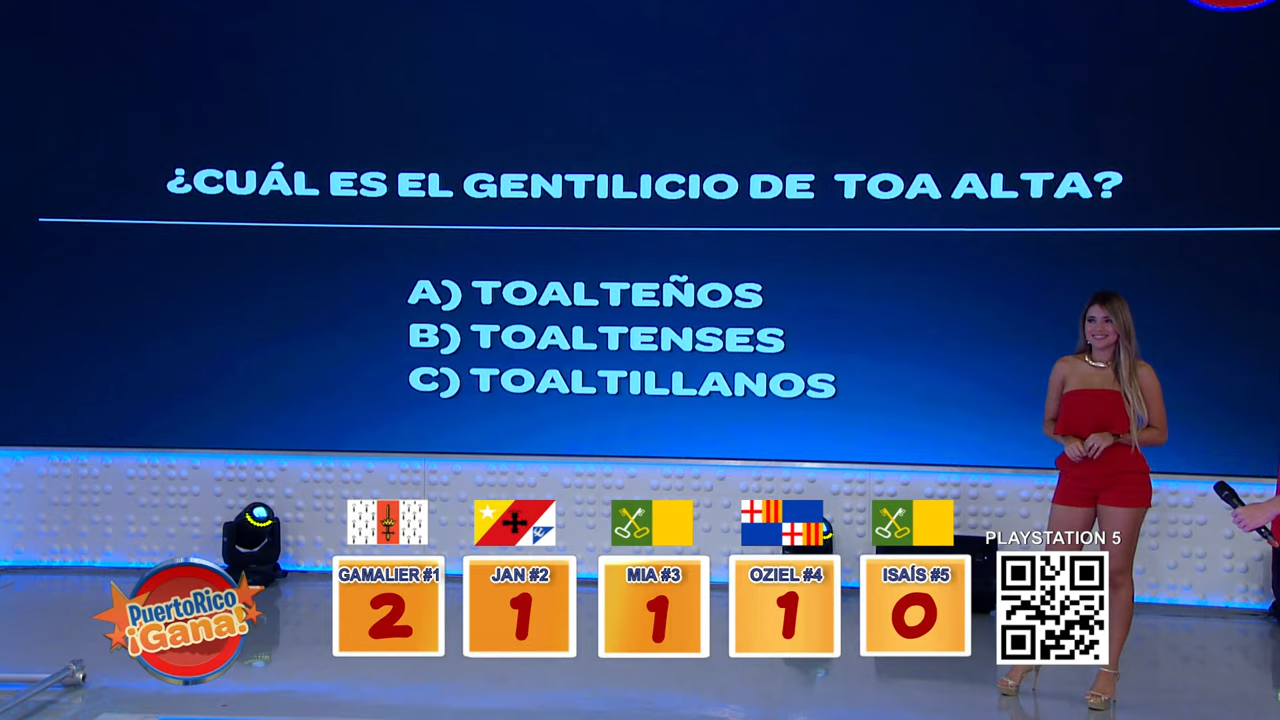 ¿CUÁL ES EL GENTILICIO DE TOA ALTA?
A) TOALTEÑOS
B) TOALTENSES
C) TOALTILLANOS
PLAYSTATION 5
GAMALIER #1
JAN #2
MIA #3
OZIEL #4
ISAÍS #5
2
1
1
1
0
PuertoRico
¡Gana!